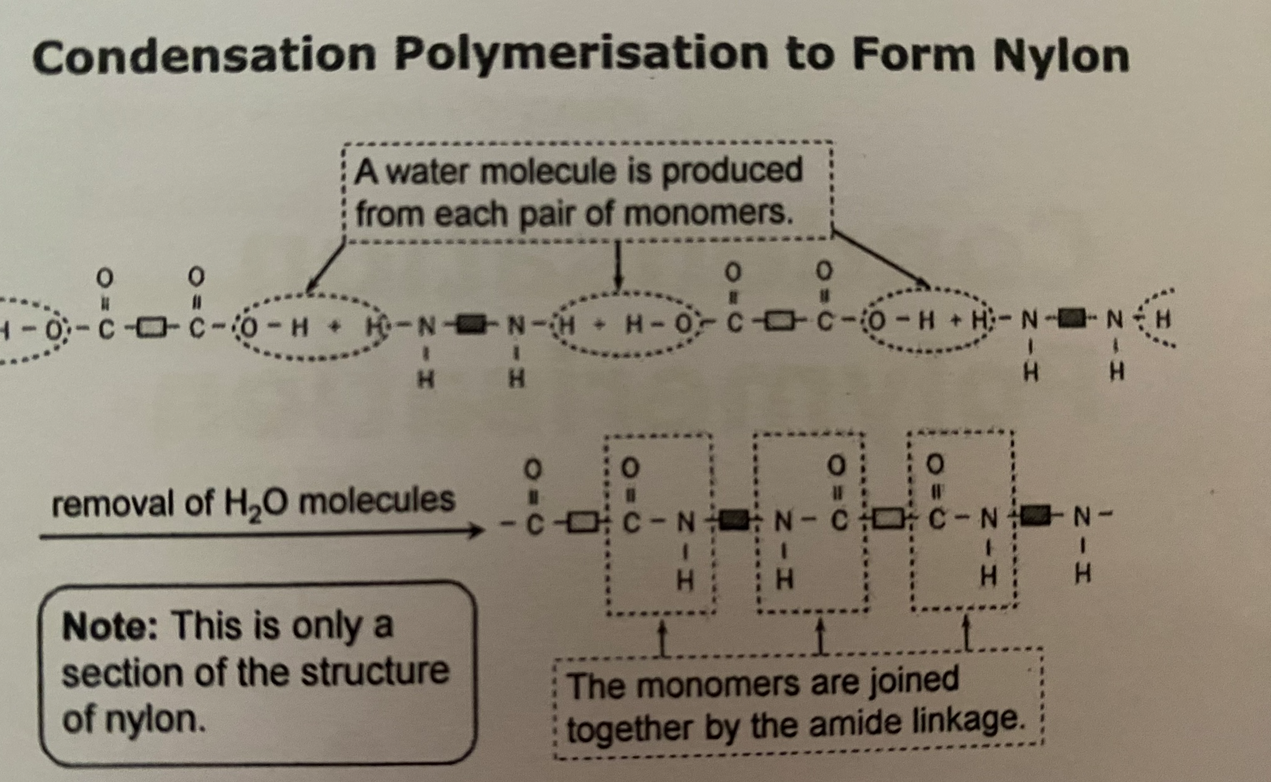 Condensation Polymerisation to Form Nylon
A water molecule is produced
from each pair of monomers.
O O O O
H - O - C - C - O - H + H - N - N - H + H - O - C - C - O - H + H - N - N - H
H H H H
removal of H₂O molecules
O O O O
- C - C - N - N - C - C - N - N -
H H H H
Note: This is only a
section of the structure
of nylon.
The monomers are joined
together by the amide linkage.